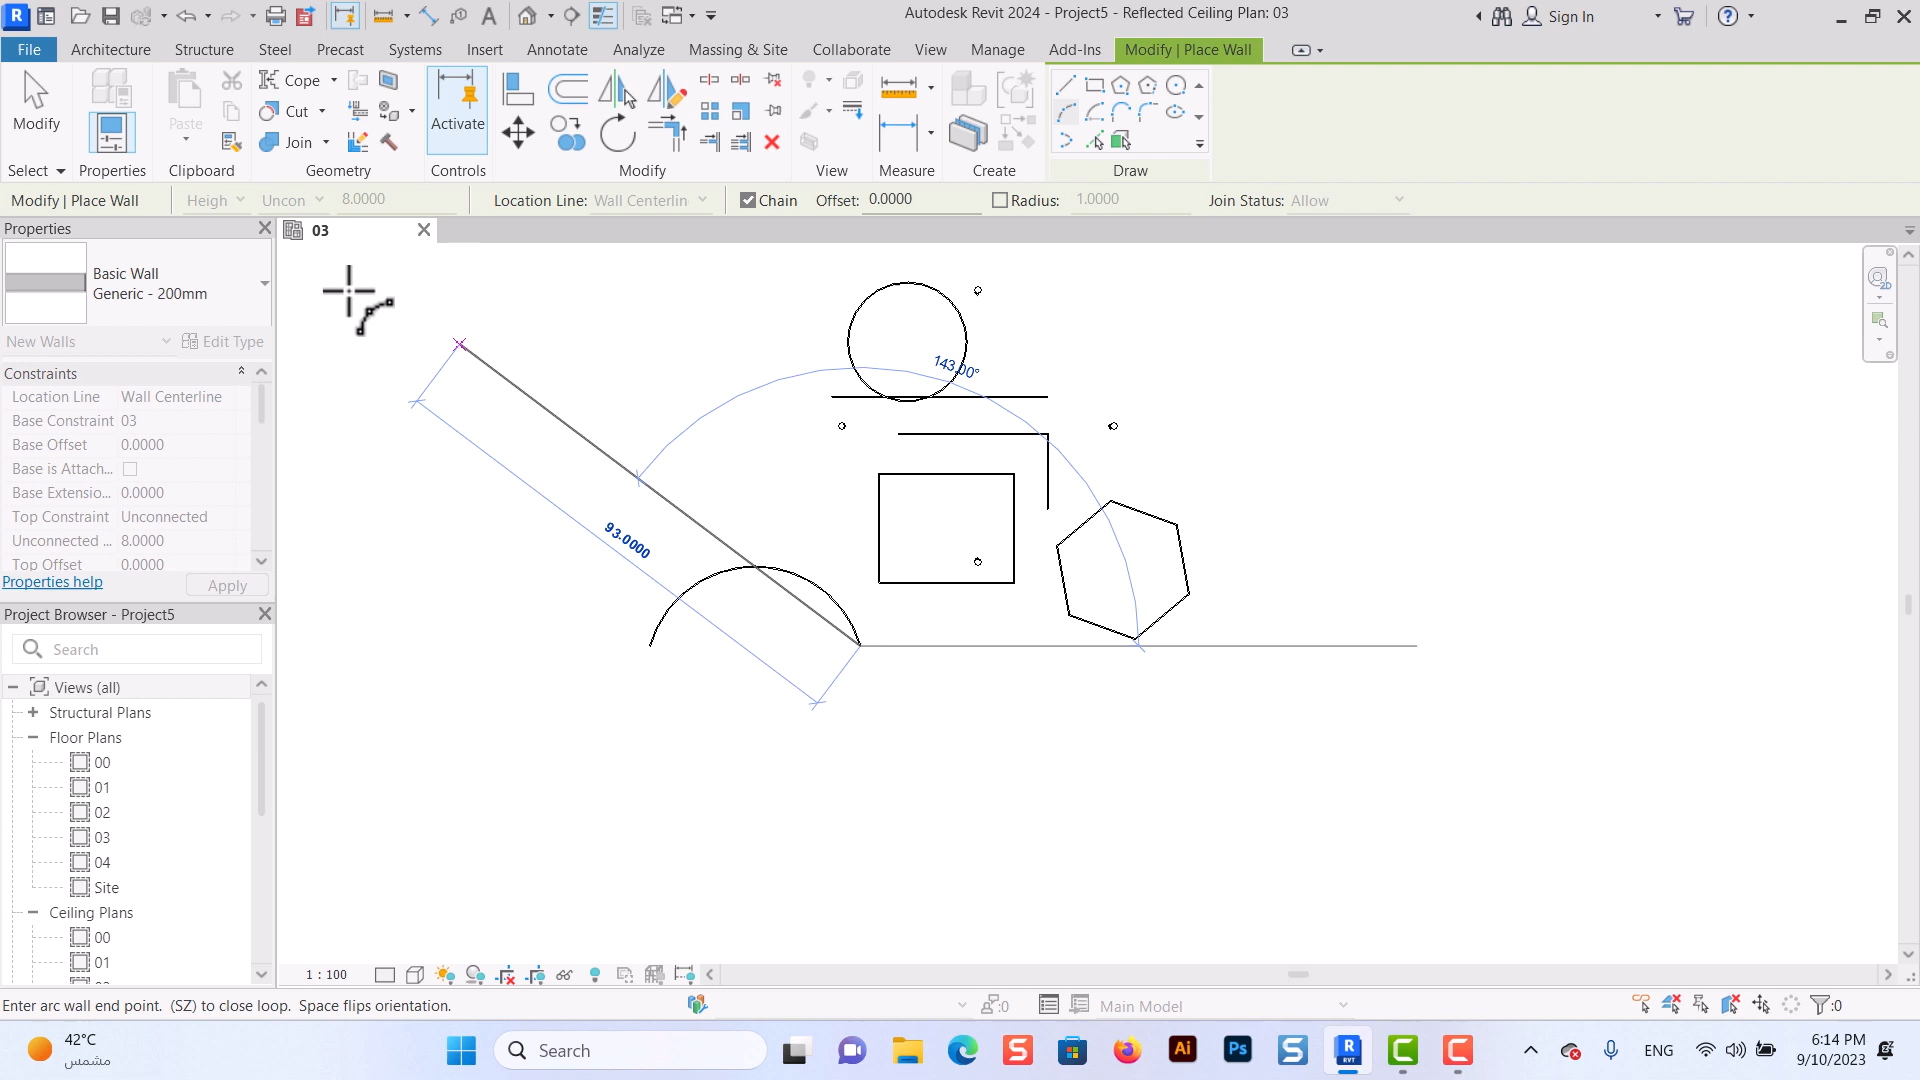 Autodesk Revit 2024 - Project5 - Reflected Ceiling Plan: 03
Sign In
File Architecture Structure Steel Precast Systems Insert Annotate Analyze Massing & Site Collaborate View Manage Add-Ins Modify | Place Wall
Modify
Paste
Cope
Cut
Join
Activate
Select Properties Clipboard Geometry Controls Modify View Measure Create Draw
Modify | Place Wall Heigh Uncon 8.0000 Location Line: Wall Centerlin Chain Offset: 0.0000 Radius: 1.0000 Join Status: Allow
Properties
03
Basic Wall
Generic - 200mm
New Walls Edit Type
Constraints
Location Line Wall Centerline
Base Constraint 03
Base Offset 0.0000
Base is Attach...
Base Extensio... 0.0000
Top Constraint Unconnected
Unconnected ... 8.0000
Top Offset 0.0000
Properties help Apply
Project Browser - Project5
Search
Views (all)
Structural Plans
Floor Plans
00
01
02
03
04
Site
Ceiling Plans
00
01
143.00°
93.0000
2D
1 : 100
Enter arc wall end point. (SZ) to close loop. Space flips orientation.
:0
Main Model
:0
42°C
مشمس
Search
Ai
Ps
ENG
6:14 PM
9/10/2023